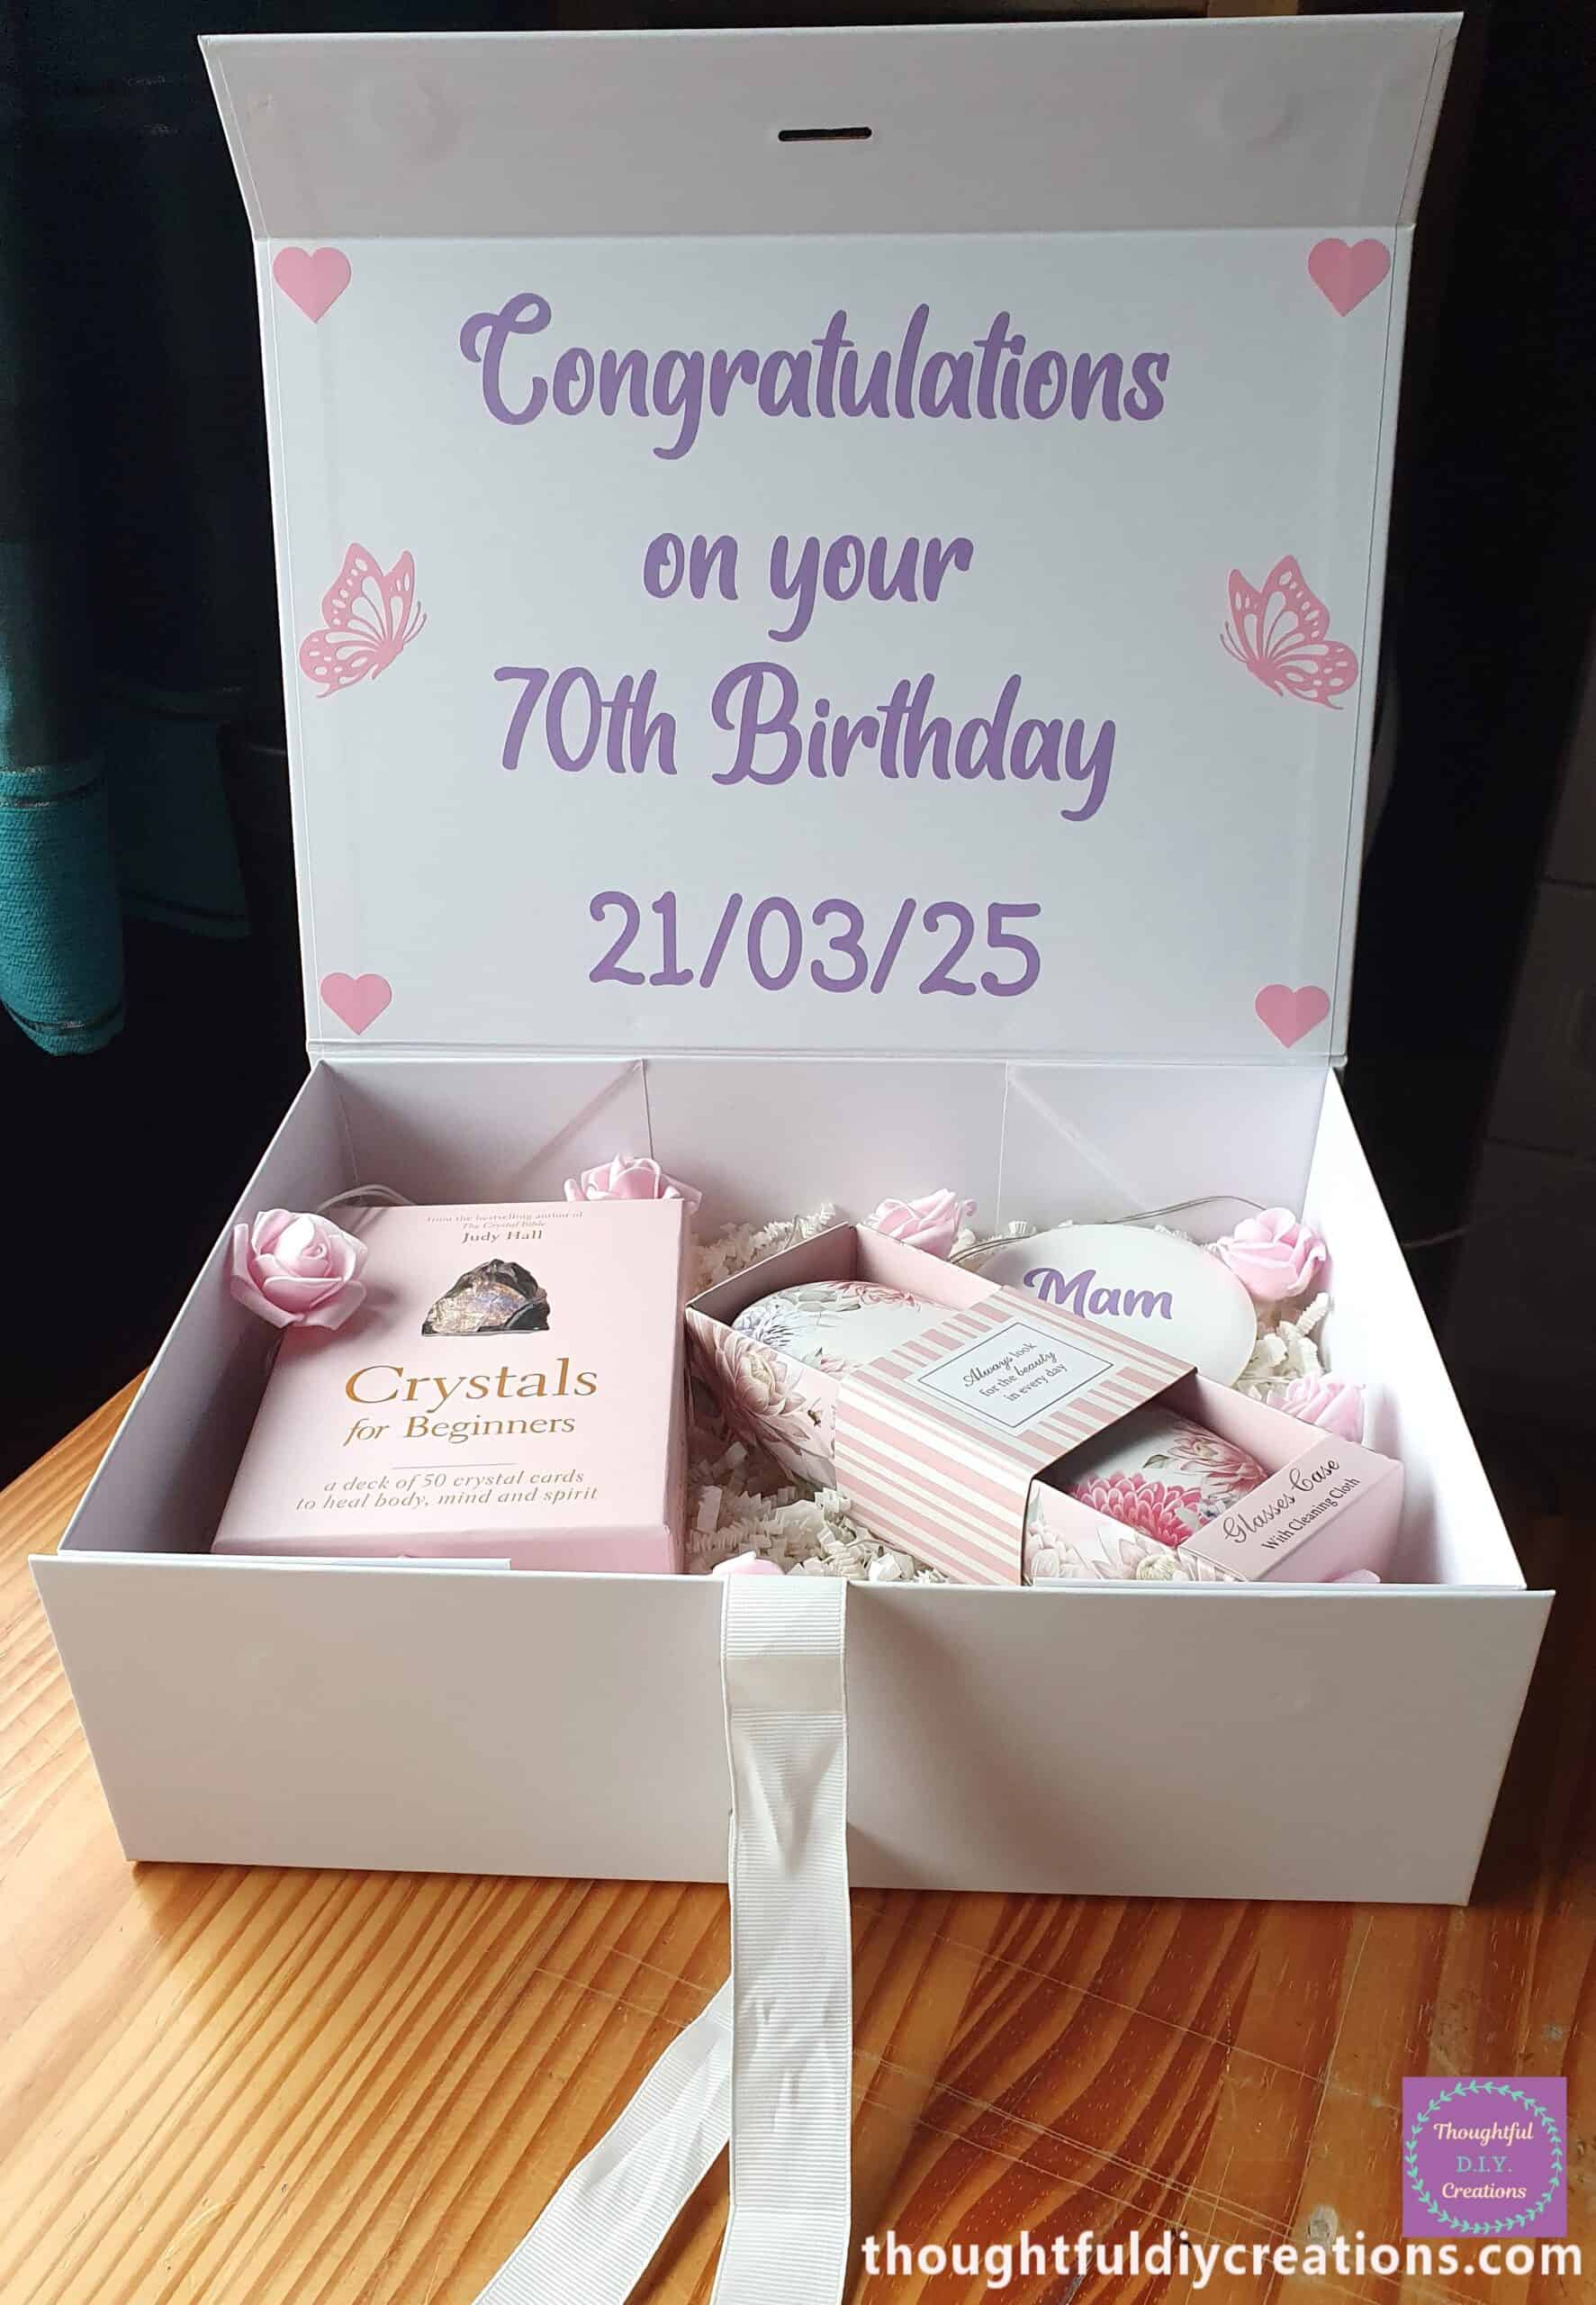 Congratulations
on your
70th Birthday
21/03/25
from the bestselling author of
The Crystal Bible
Judy Hall
Crystals
for Beginners
a deck of 50 crystal cards
to heal body, mind and spirit
Mam
Always look
for the beauty
in every day
Glasses Case
With Cleaning Cloth
Thoughtful
D.I.Y.
Creations
thoughtfuldiycreations.com